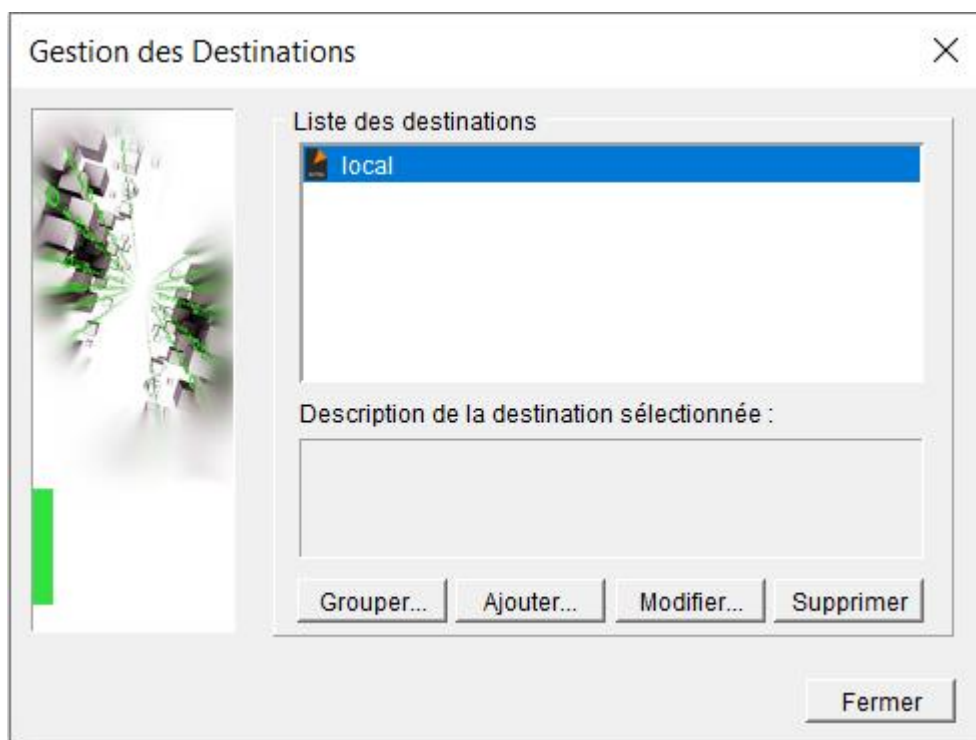 Gestion des Destinations
Liste des destinations
local
Description de la destination sélectionnée :
Grouper... Ajouter... Modifier... Supprimer
Fermer